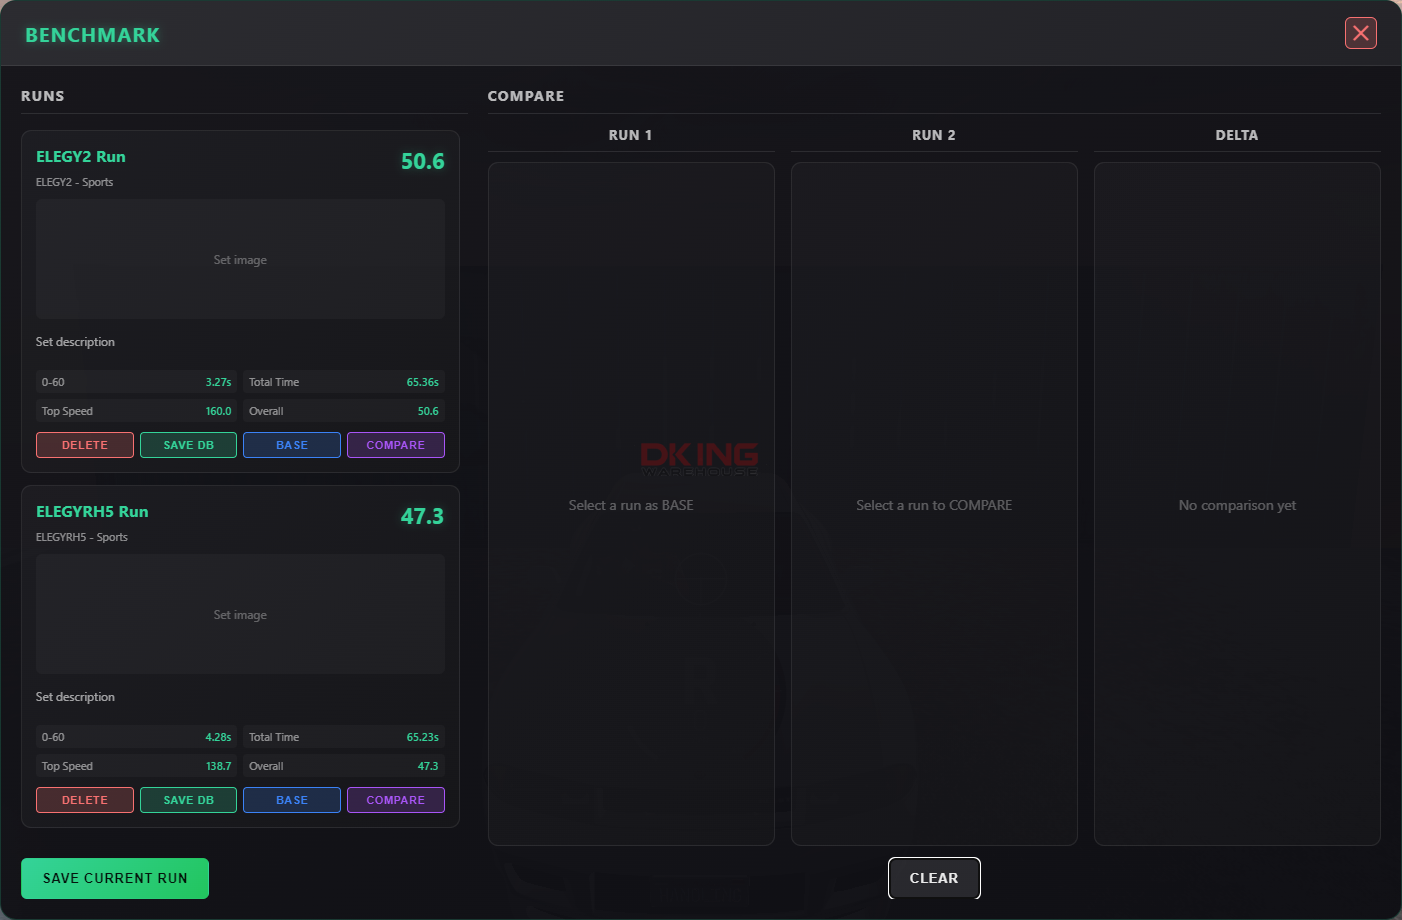 BENCHMARK
RUNS
ELEGY2 Run
50.6
ELEGY2 - Sports
Set image
Set description
0-60 3.27s Total Time 65.36s
Top Speed 160.0 Overall 50.6
DELETE SAVE DB BASE COMPARE
ELEGYRH5 Run
47.3
ELEGYRH5 - Sports
Set image
Set description
0-60 4.28s Total Time 65.23s
Top Speed 138.7 Overall 47.3
DELETE SAVE DB BASE COMPARE
SAVE CURRENT RUN
COMPARE
RUN 1
Select a run as BASE
RUN 2
Select a run to COMPARE
DELTA
No comparison yet
DKING
WAREHOUSE
CLEAR